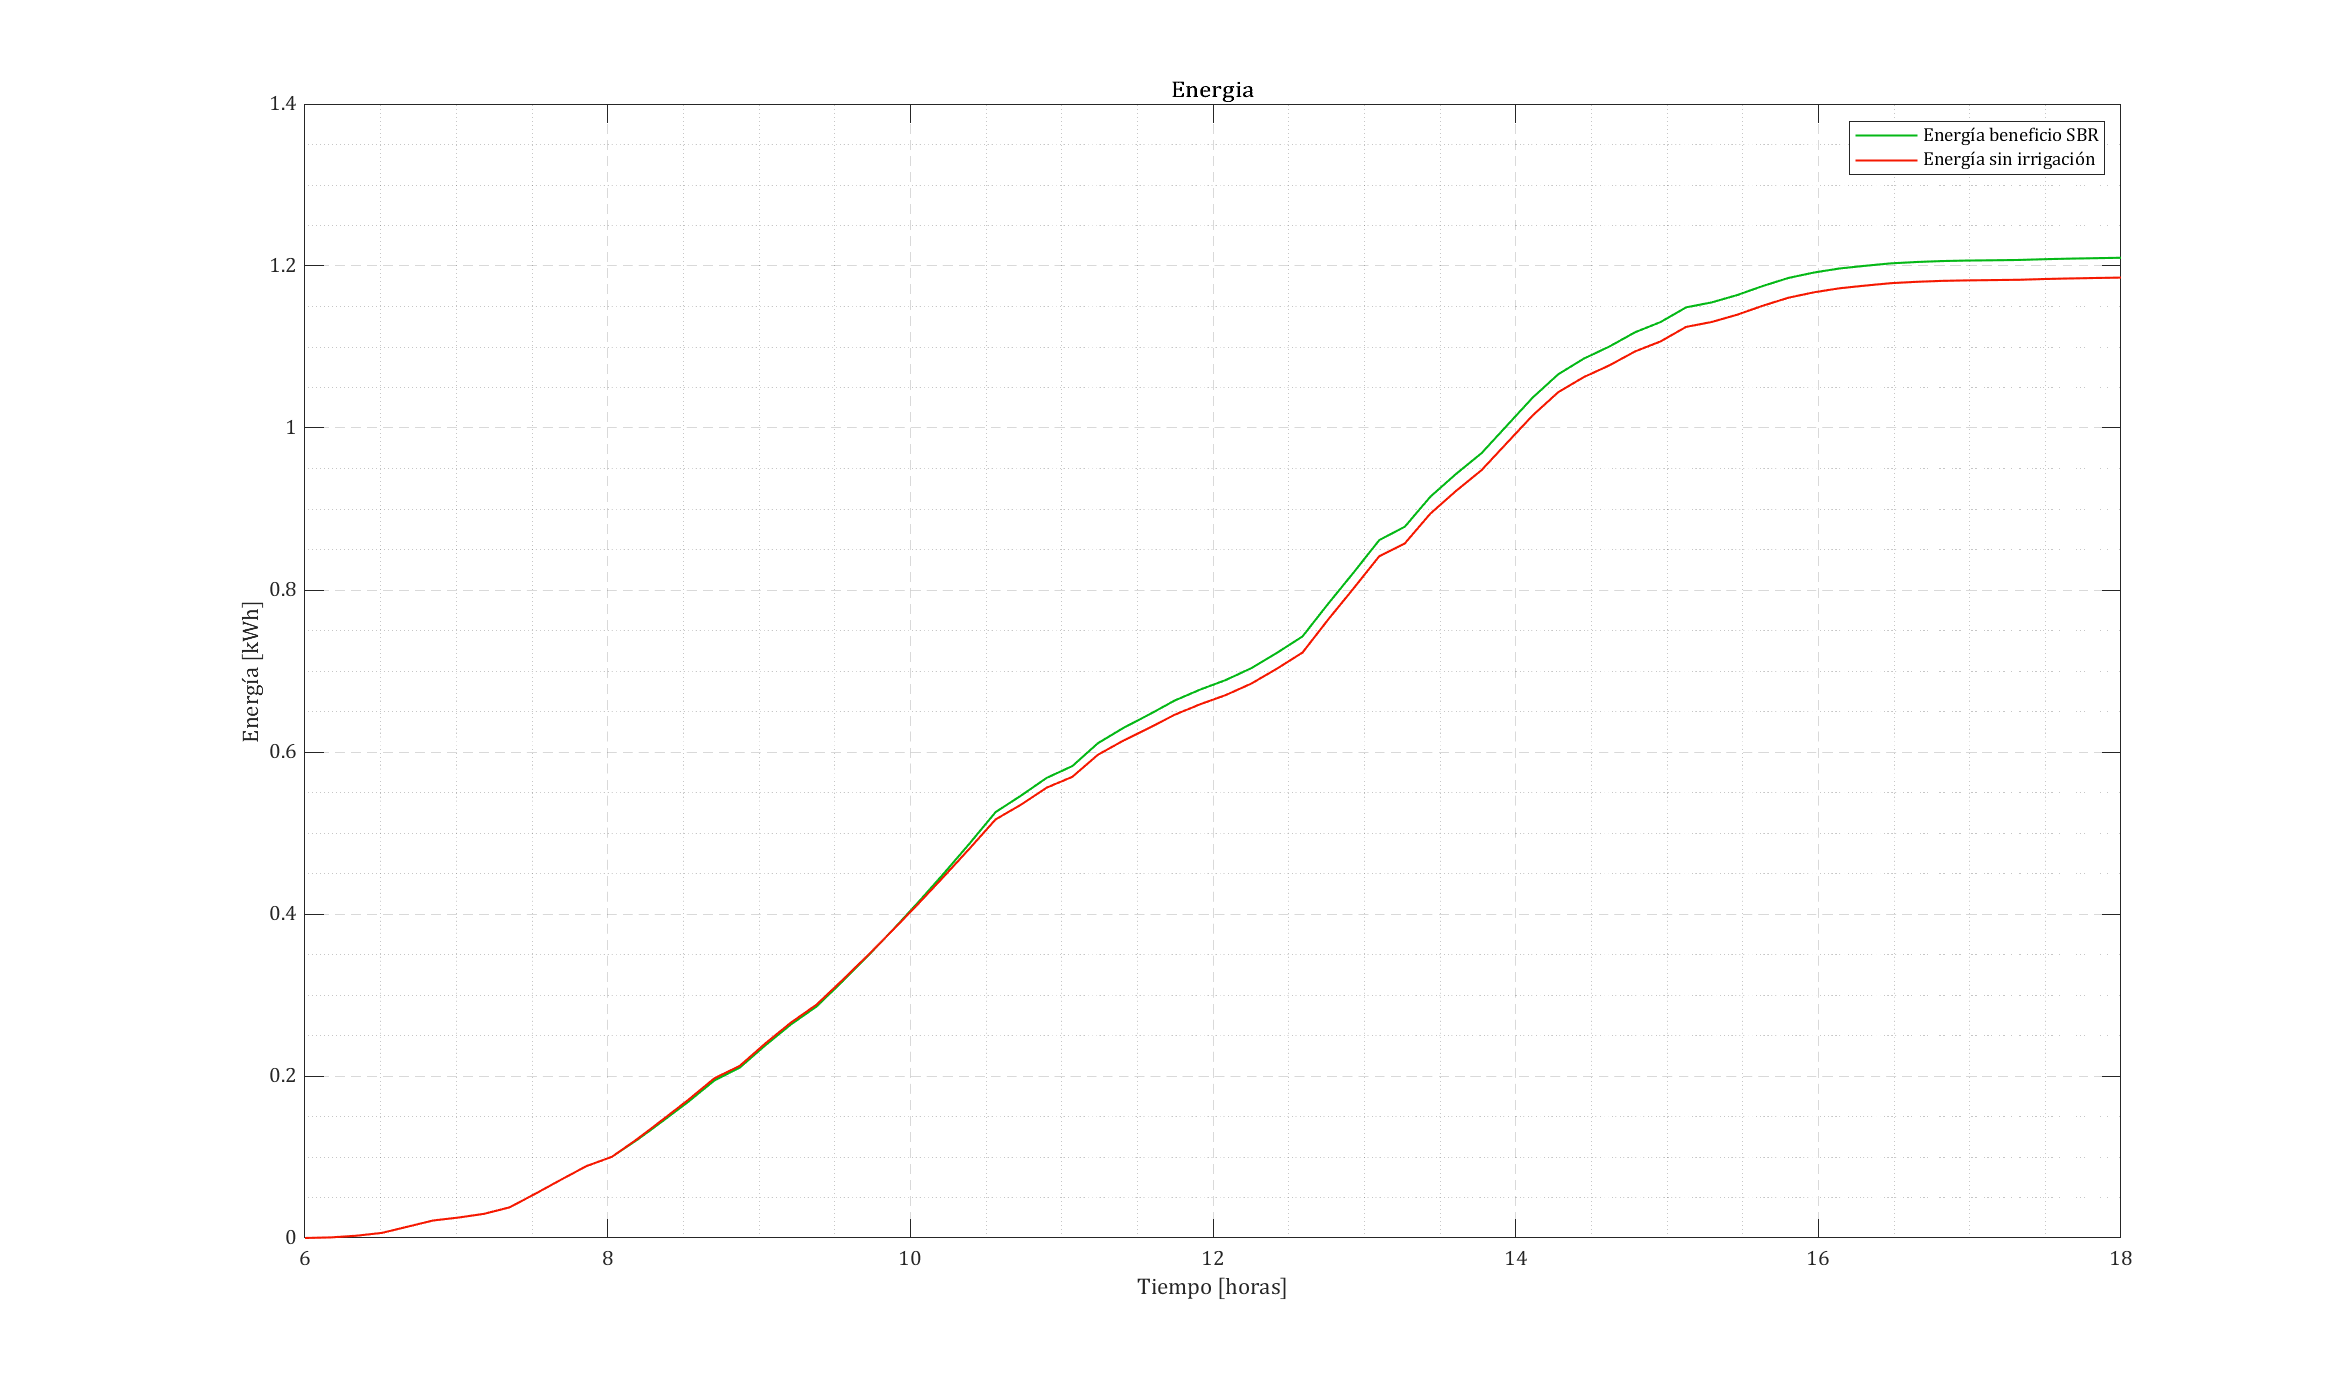 Energia
1.4
1.2
1
0.8
0.6
0.4
0.2
0
Energía [kWh]
Energía beneficio SBR
Energía sin irrigación
6 8 10 12 14 16 18
Tiempo [horas]